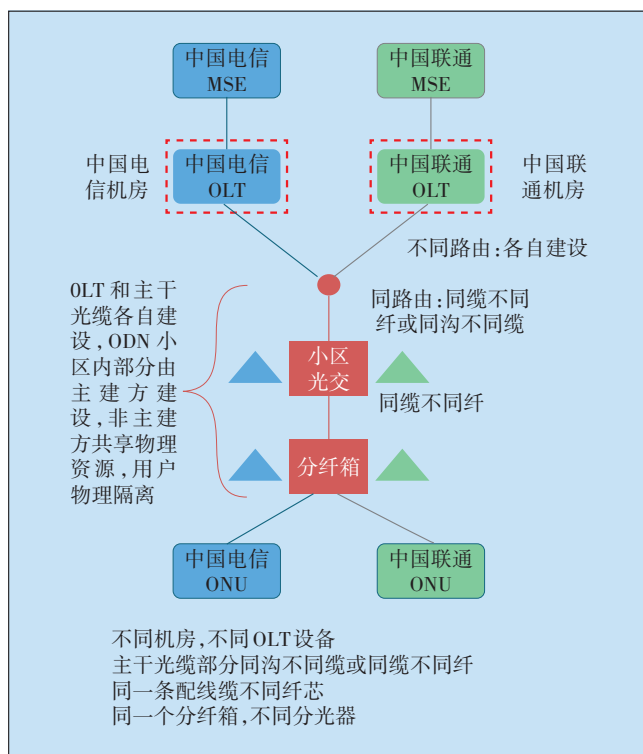 中国电信
MSE
中国联通
MSE
中国电
信机房
中国电信
OLT
中国联通
OLT
中国联
通机房
不同路由:各自建设
OLT和主干
光缆各自建
设,ODN小
区内部分由
主建方建
设,非主建
方共享物理
资源,用户
物理隔离
同路由:同缆不同
纤或同沟不同缆
小区
光交
同缆不同纤
分纤箱
中国电信
ONU
中国联通
ONU
不同机房,不同OLT设备
主干光缆部分同沟不同缆或同缆不同纤
同一条配线缆不同纤芯
同一个分纤箱,不同分光器